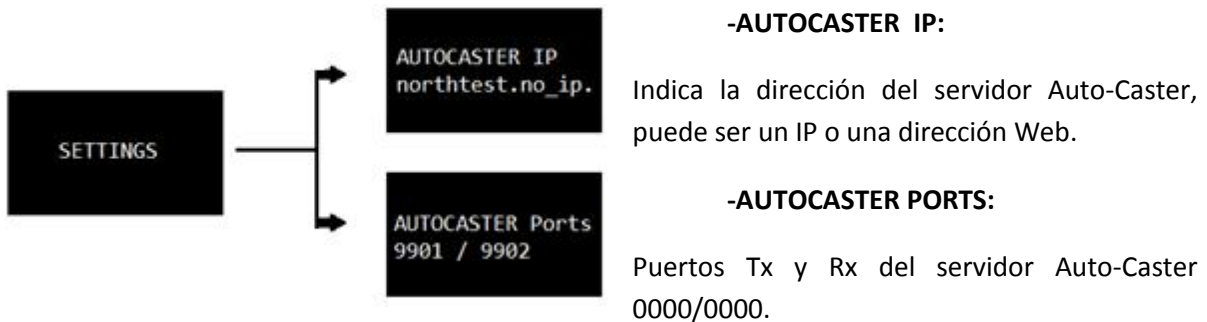 SETTINGS
AUTOCASTER IP
northtest.no_ip.
AUTOCASTER Ports
9901 / 9902
-AUTOCASTER IP:
Indica la dirección del servidor Auto-Caster,
puede ser un IP o una dirección Web.
-AUTOCASTER PORTS:
Puertos Tx y Rx del servidor Auto-Caster
0000/0000.